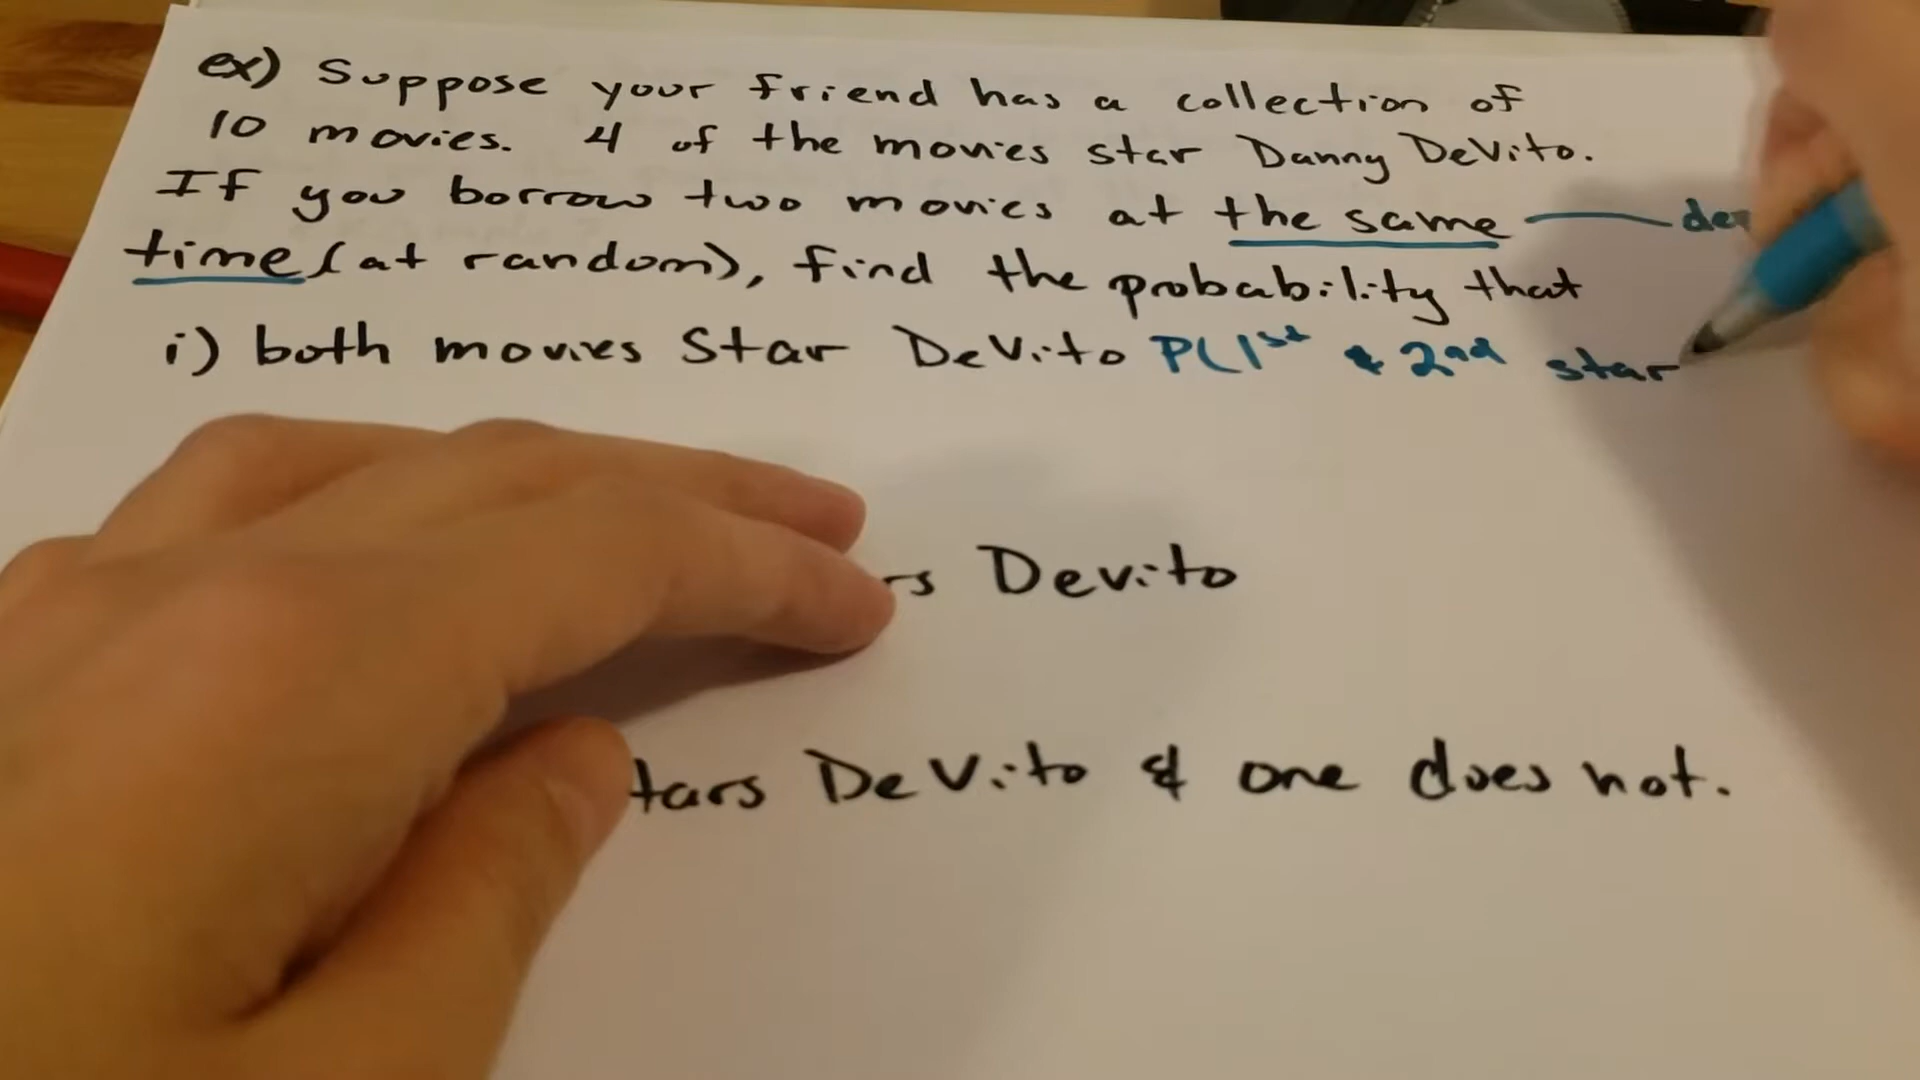 ex) Suppose your friend has a collection of
10 movies. 4 of the movies star Danny DeVito.
If you borrow two movies at the same
time (at random), find the probability that
i) both movies star DeVito P(1st & 2nd star
Devito
DeVito & one does not.